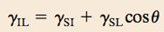 γIL = γSI + γSL cosθ